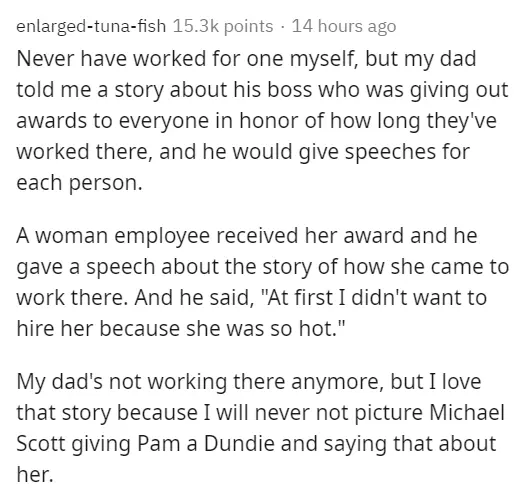 enlarged-tuna-fish 15.3k points · 14 hours ago
Never have worked for one myself, but my dad
told me a story about his boss who was giving out
awards to everyone in honor of how long they've
worked there, and he would give speeches for
each person.
A woman employee received her award and he
gave a speech about the story of how she came to
work there. And he said, "At first I didn't want to
hire her because she was so hot."
My dad's not working there anymore, but I love
that story because I will never not picture Michael
Scott giving Pam a Dundie and saying that about
her.